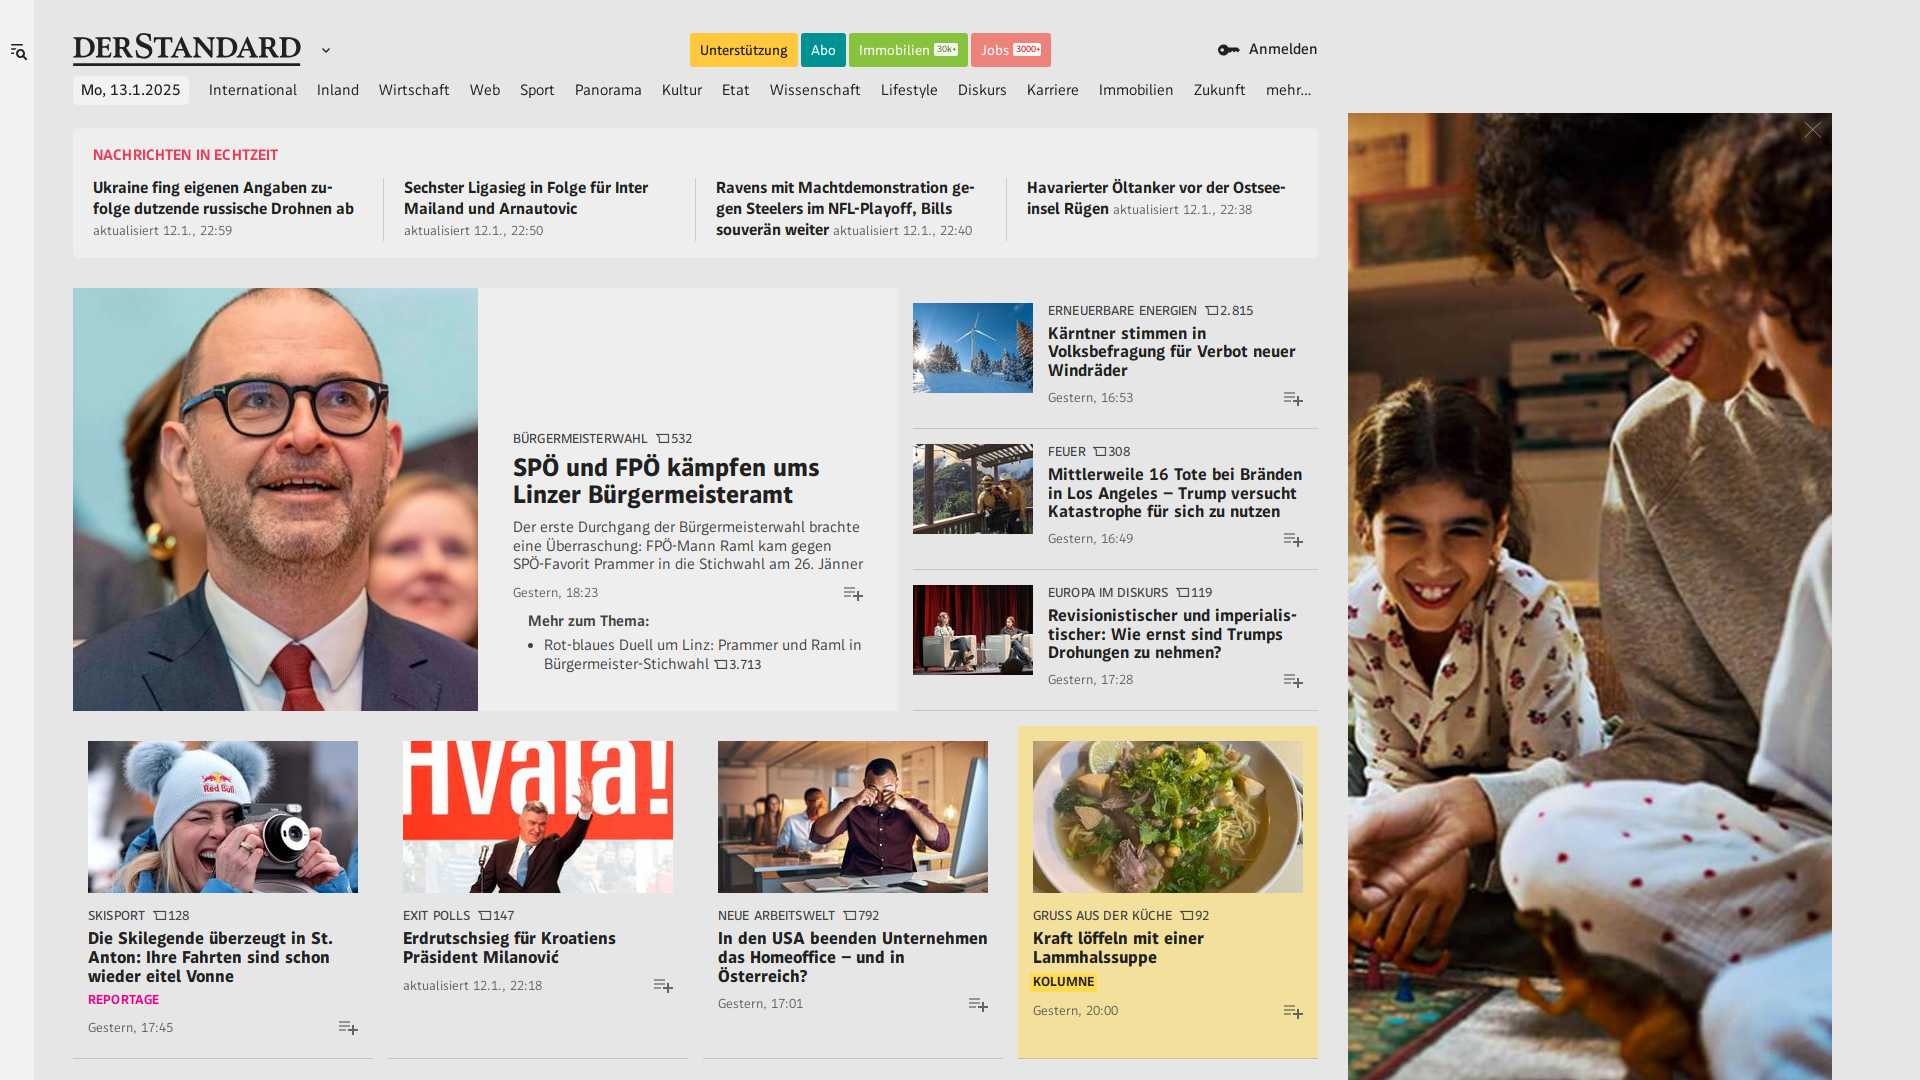 DERSTANDARD
Unterstützung
Abo
Immobilien 30k+
Jobs 3000+
Anmelden
Mo, 13.1.2025
International
Inland
Wirtschaft
Web
Sport
Panorama
Kultur
Etat
Wissenschaft
Lifestyle
Diskurs
Karriere
Immobilien
Zukunft
mehr...
NACHRICHTEN IN ECHTZEIT
Ukraine fing eigenen Angaben zu-
folge dutzende russische Drohnen ab
aktualisiert 12.1., 22:59
Sechster Ligasieg in Folge für Inter
Mailand und Arnautovic
aktualisiert 12.1., 22:50
Ravens mit Machtdemonstration ge-
gen Steelers im NFL-Playoff, Bills
souverän weiter aktualisiert 12.1., 22:40
Havarierter Öltanker vor der Ostsee-
insel Rügen aktualisiert 12.1., 22:38
BÜRGERMEISTERWAHL 532
SPÖ und FPÖ kämpfen ums
Linzer Bürgermeisteramt
Der erste Durchgang der Bürgermeisterwahl brachte
eine Überraschung: FPÖ-Mann Raml kam gegen
SPÖ-Favorit Prammer in die Stichwahl am 26. Jänner
Gestern, 18:23
Mehr zum Thema:
• Rot-blaues Duell um Linz: Prammer und Raml in
Bürgermeister-Stichwahl 3.713
ERNEUERBARE ENERGIEN 2.815
Kärntner stimmen in
Volksbefragung für Verbot neuer
Windräder
Gestern, 16:53
FEUER 308
Mittlerweile 16 Tote bei Bränden
in Los Angeles – Trump versucht
Katastrophe für sich zu nutzen
Gestern, 16:49
EUROPA IM DISKURS 119
Revisionistischer und imperialis-
tischer: Wie ernst sind Trumps
Drohungen zu nehmen?
Gestern, 17:28
Red Bull
SKISPORT 128
Die Skilegende überzeugt in St.
Anton: Ihre Fahrten sind schon
wieder eitel Vonne
REPORTAGE
Gestern, 17:45
Hvala!
EXIT POLLS 147
Erdrutschsieg für Kroatiens
Präsident Milanović
aktualisiert 12.1., 22:18
NEUE ARBEITSWELT 792
In den USA beenden Unternehmen
das Homeoffice – und in
Österreich?
Gestern, 17:01
GRUSS AUS DER KÜCHE 92
Kraft löffeln mit einer
Lammhalssuppe
KOLUMNE
Gestern, 20:00